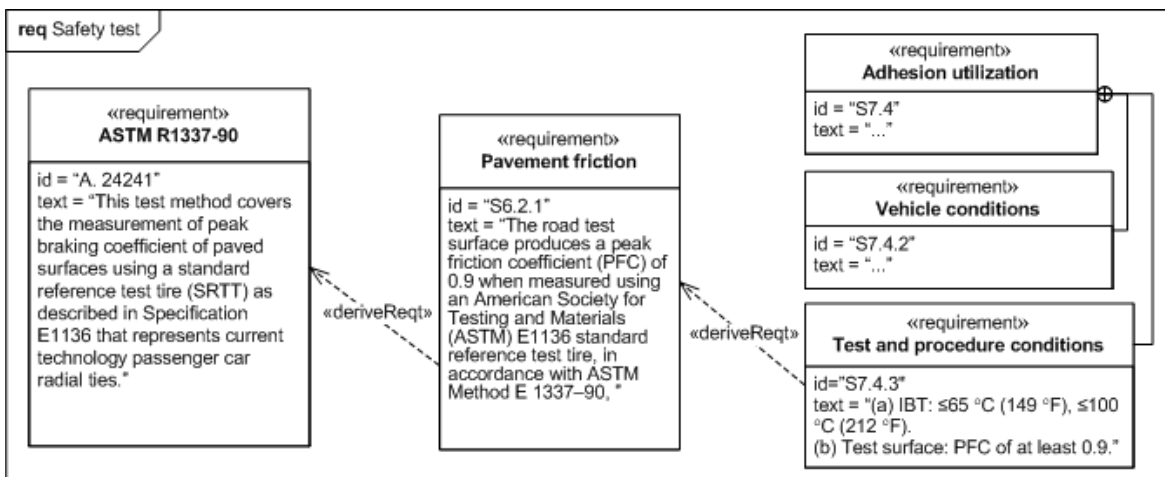 req Safety test
«requirement»
ASTM R1337-90
id = “A. 24241”
text = “This test method covers
the measurement of peak
braking coefficient of paved
surfaces using a standard
reference test tire (SRTT) as
described in Specification
E1136 that represents current
technology passenger car
radial ties.”
«deriveReqt»
«requirement»
Pavement friction
id = “S6.2.1”
text = “The road test
surface produces a peak
friction coefficient (PFC) of
0.9 when measured using
an American Society for
Testing and Materials
(ASTM) E1136 standard
reference test tire, in
accordance with ASTM
Method E 1337–90, ”
«deriveReqt»
«requirement»
Adhesion utilization
id = “S7.4”
text = “...”
«requirement»
Vehicle conditions
id = “S7.4.2”
text = “...”
«requirement»
Test and procedure conditions
id=”S7.4.3”
text = “(a) IBT: ≤65 °C (149 °F), ≤100
°C (212 °F).
(b) Test surface: PFC of at least 0.9.”